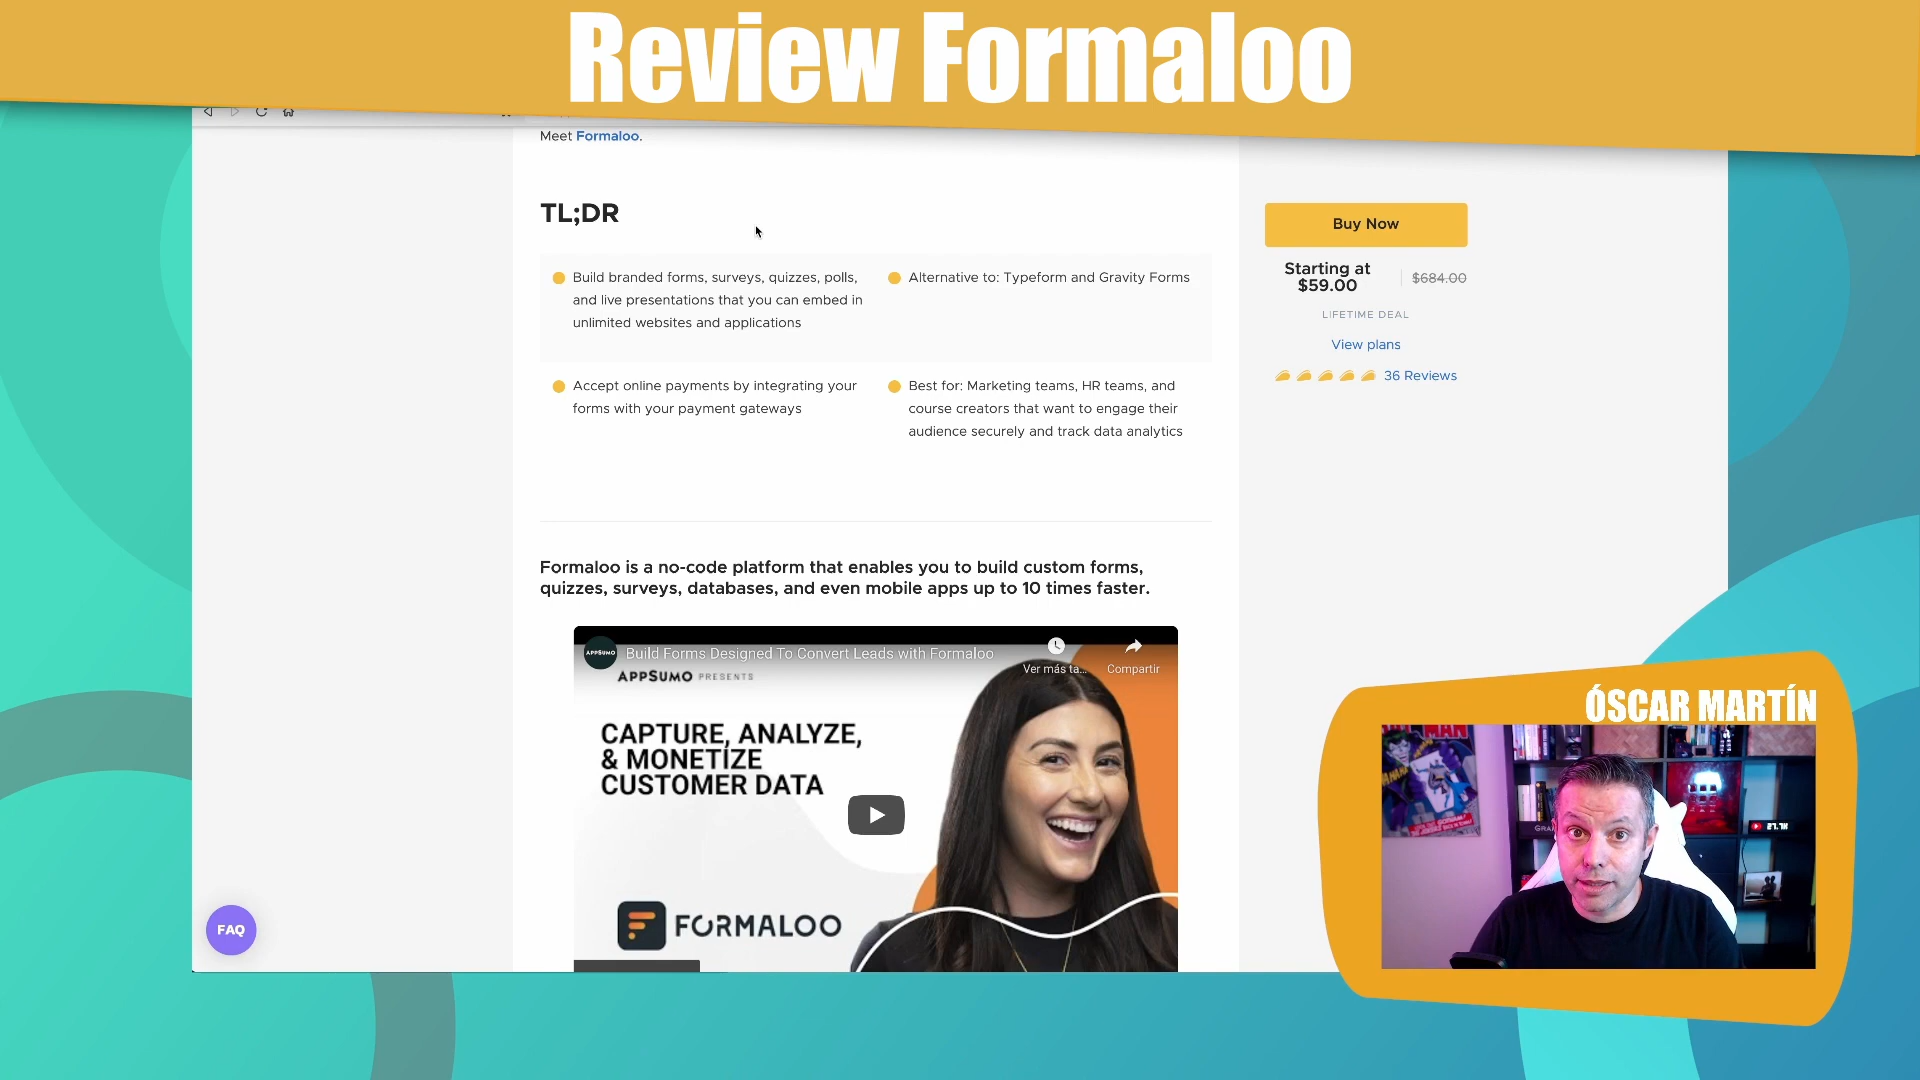 Review Formaloo
Meet Formaloo.
TL;DR
Build branded forms, surveys, quizzes, polls,
and live presentations that you can embed in
unlimited websites and applications
Alternative to: Typeform and Gravity Forms
Accept online payments by integrating your
forms with your payment gateways
Best for: Marketing teams, HR teams, and
course creators that want to engage their
audience securely and track data analytics
Buy Now
Starting at
$59.00
$684.00
LIFETIME DEAL
View plans
36 Reviews
Formaloo is a no-code platform that enables you to build custom forms,
quizzes, surveys, databases, and even mobile apps up to 10 times faster.
APPSUMO
Build Forms Designed To Convert Leads with Formaloo
Ver más ta...
Compartir
APPSUMO PRESENTS
CAPTURE, ANALYZE,
& MONETIZE
CUSTOMER DATA
FORMALOO
FAQ
ÓSCAR MARTÍN